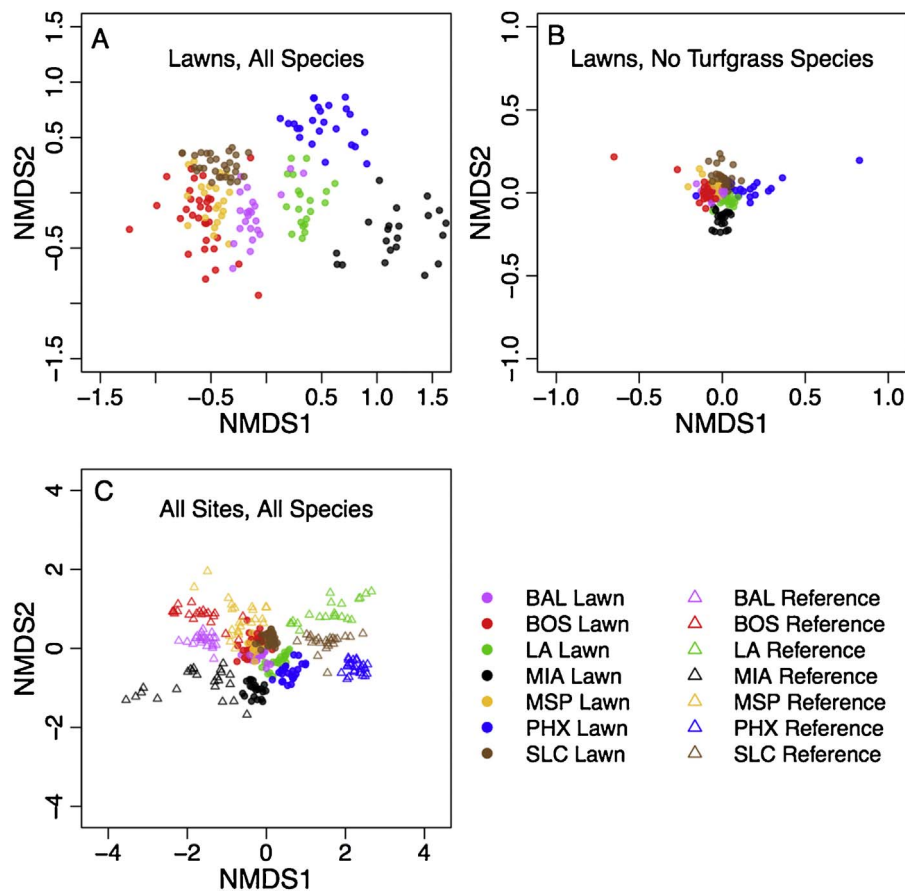 A
Lawns, All Species
1.5
1.0
0.5
−0.5
−1.5
NMDS2
−1.5
−0.5
0.5
1.0
1.5
NMDS1
B
Lawns, No Turfgrass Species
1.0
0.5
0.0
−0.5
−1.0
NMDS2
−1.0
−0.5
0.0
0.5
1.0
NMDS1
C
All Sites, All Species
4
2
0
−2
−4
NMDS2
−4
−2
0
2
4
NMDS1
BAL Lawn
BOS Lawn
LA Lawn
MIA Lawn
MSP Lawn
PHX Lawn
SLC Lawn
BAL Reference
BOS Reference
LA Reference
MIA Reference
MSP Reference
PHX Reference
SLC Reference